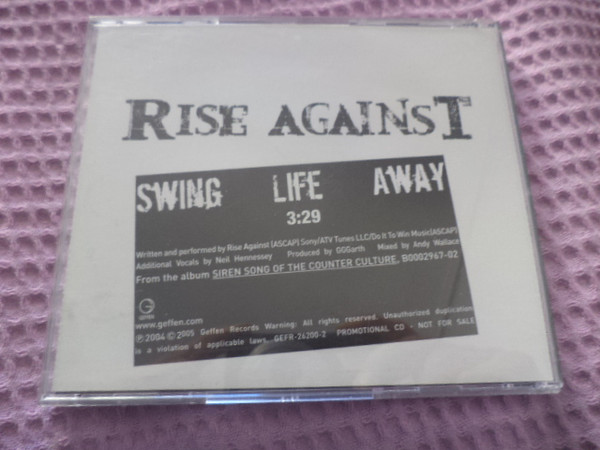 RISE AGAINST
SWING LIFE AWAY
3:29
Written and performed by Rise Against (ASCAP) Sony/ATV Tunes LLC/Do It To Win Music(ASCAP)
Additional Vocals by Neil Hennessey Produced by GGGarth Mixed by Andy Wallace
From the album SIREN SONG OF THE COUNTER CULTURE, B0002967-02
GEFFEN
www.geffen.com
℗ 2004 © 2005 Geffen Records Warning: All rights reserved. Unauthorized duplication
is a violation of applicable laws. GEFR-26200-2 PROMOTIONAL CD - NOT FOR SALE